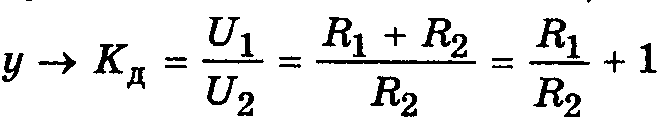 y → K_д = U_1/U_2 = (R_1 + R_2)/R_2 = R_1/R_2 + 1